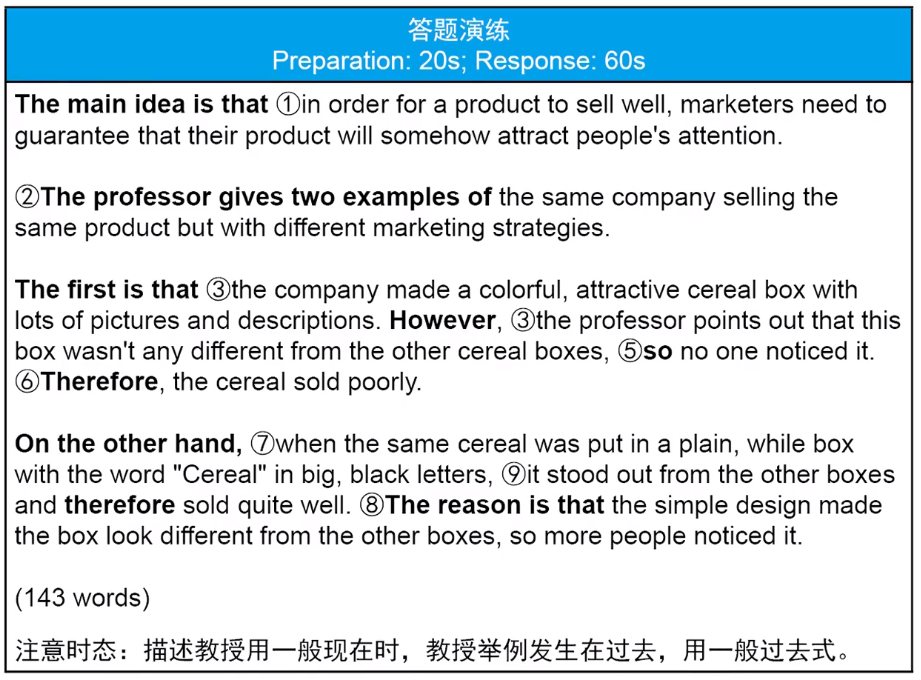 答题演练
Preparation: 20s; Response: 60s
The main idea is that ①in order for a product to sell well, marketers need to
guarantee that their product will somehow attract people's attention.
②The professor gives two examples of the same company selling the
same product but with different marketing strategies.
The first is that ③the company made a colorful, attractive cereal box with
lots of pictures and descriptions. However, ③the professor points out that this
box wasn't any different from the other cereal boxes, ⑤so no one noticed it.
⑥Therefore, the cereal sold poorly.
On the other hand, ⑦when the same cereal was put in a plain, while box
with the word "Cereal" in big, black letters, ⑨it stood out from the other boxes
and therefore sold quite well. ⑧The reason is that the simple design made
the box look different from the other boxes, so more people noticed it.
(143 words)
注意时态：描述教授用一般现在时，教授举例发生在过去，用一般过去式。